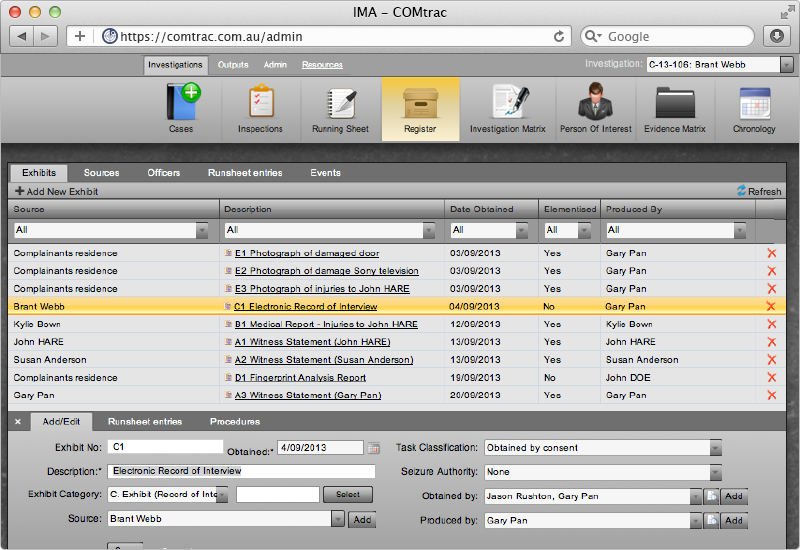 IMA – COMtrac
https://comtrac.com.au/admin
Google
Investigations Outputs Admin Resources
Investigation: C-13-106: Brant Webb
Cases Inspections Running Sheet Register Investigation Matrix Person Of Interest Evidence Matrix Chronology
Exhibits Sources Officers Runsheet entries Events
Add New Exhibit Refresh
Source Description Date Obtained Elementised Produced By
All All All All All
Complainants residence E1 Photograph of damaged door 03/09/2013 Yes Gary Pan
Complainants residence E2 Photograph of damage Sony television 03/09/2013 Yes Gary Pan
Complainants residence E3 Photograph of injuries to John HARE 03/09/2013 Yes Gary Pan
Brant Webb C1 Electronic Record of Interview 04/09/2013 No Gary Pan
Kylie Bown B1 Medical Report - Injuries to John HARE 12/09/2013 Yes Kylie Bown
John HARE A1 Witness Statement (John HARE) 13/09/2013 Yes John HARE
Susan Anderson A2 Witness Statement (Susan Anderson) 13/09/2013 Yes Susan Anderson
Complainants residence D1 Fingerprint Analysis Report 19/09/2013 No John DOE
Gary Pan A3 Witness Statement (Gary Pan) 20/09/2013 Yes Gary Pan
x Add/Edit Runsheet entries Procedures
Exhibit No: C1 Obtained:* 4/09/2013 Task Classfication: Obtained by consent
Description:* Electronic Record of Interview Seizure Authority: None
Exhibit Category: C. Exhibit (Record of Inte Select Obtained by: Jason Rushton, Gary Pan Add
Source: Brant Webb Add Produced by: Gary Pan Add